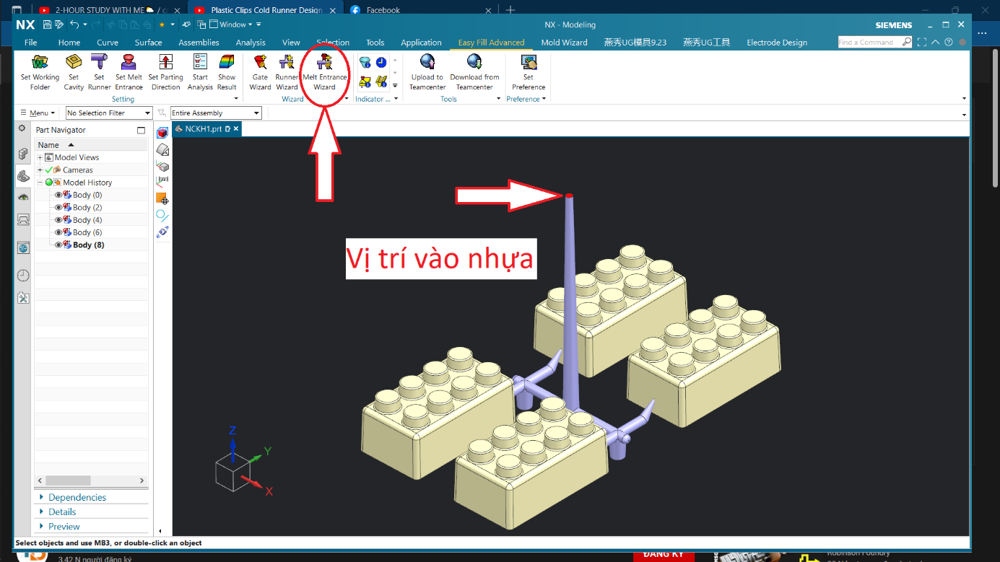 2-HOUR STUDY WITH ME
Plastic Clips Cold Runner Design
Facebook
NX
Window
NX - Modeling
SIEMENS
File Home Curve Surface Assemblies Analysis View Selection Tools Application Easy Fill Advanced Mold Wizard 燕秀UG模具9.23 燕秀UG工具 Electrode Design
Find a Command
Set Working Folder
Set Cavity
Set Runner
Set Melt Entrance
Set Parting Direction
Start Analysis
Show Result
Gate Wizard
Runner Wizard
Melt Entrance Wizard
Upload to Teamcenter
Download from Teamcenter
Set Preference
Setting
Wizard
Indicator ...
Tools
Preference
Menu
No Selection Filter
Entire Assembly
Part Navigator
NCKH1.prt
Name
Model Views
Cameras
Model History
Body (0)
Body (2)
Body (4)
Body (6)
Body (8)
Vị trí vào nhựa
Z
Y
X
Dependencies
Details
Preview
Select objects and use MB3, or double-click an object
3,42 N người đăng ký
ĐĂNG KÝ
Robinson Foundry